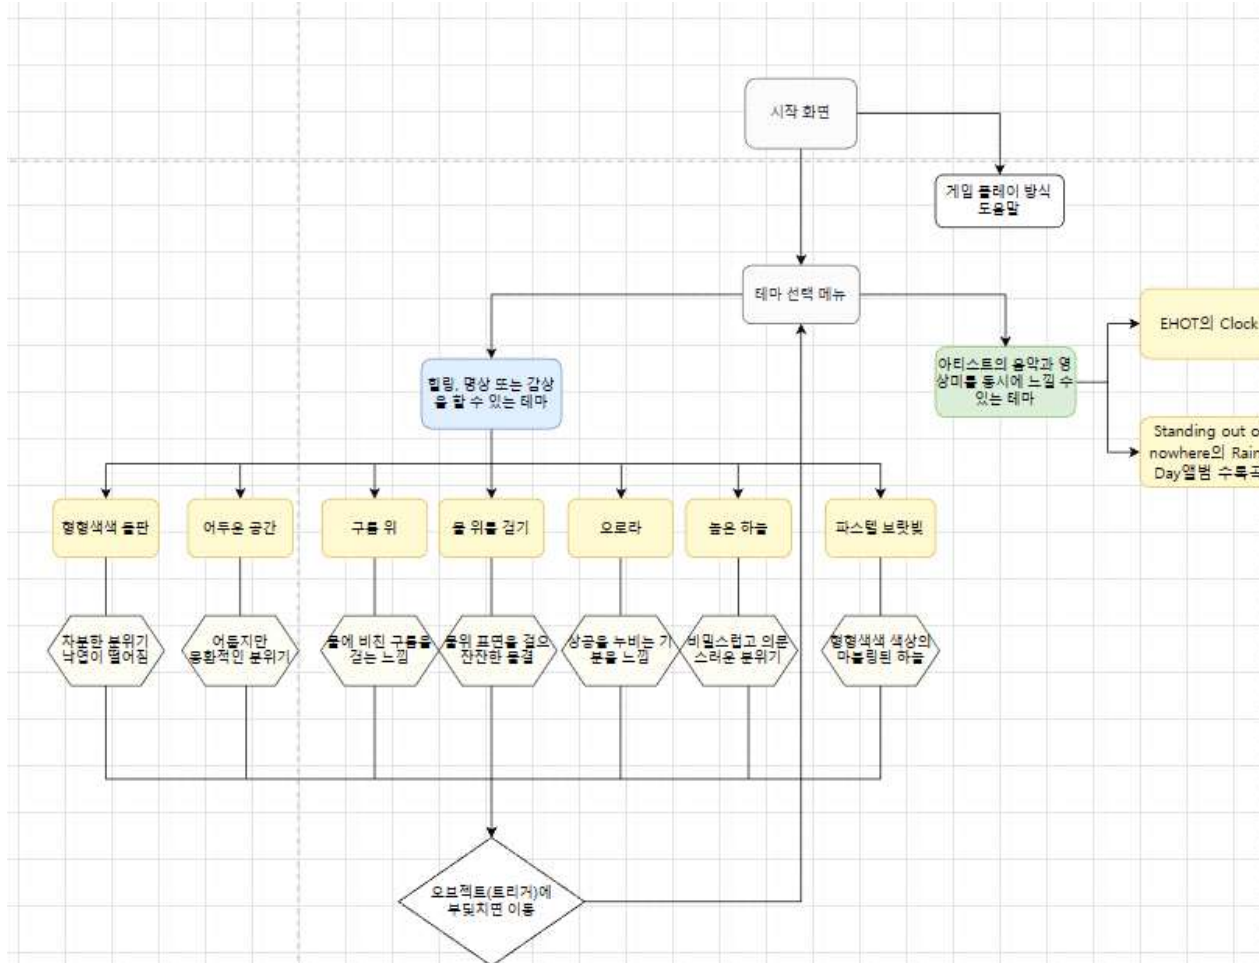 시작 화면
게임 플레이 방식
도움말
테마 선택 메뉴
힐링, 명상 또는 감상
을 할 수 있는 테마
아티스트의 음악과 영
상미를 동시에 느낄 수
있는 테마
EHOT의 Clock
Standing out o
nowhere의 Rain
Day앨범 수록곡
형형색색 들판
어두운 공간
구름 위
물 위를 걷기
오로라
높은 하늘
파스텔 보랏빛
차분한 분위기
낙엽이 떨어짐
어둡지만
몽환적인 분위기
물에 비친 구름을
걷는 느낌
물위 표면을 걸으
잔잔한 물결
상공을 누비는 기
분을 느낌
비밀스럽고 의문
스러운 분위기
형형색색 색상의
마블링된 하늘
오브젝트(트리거)에
부딪치면 이동